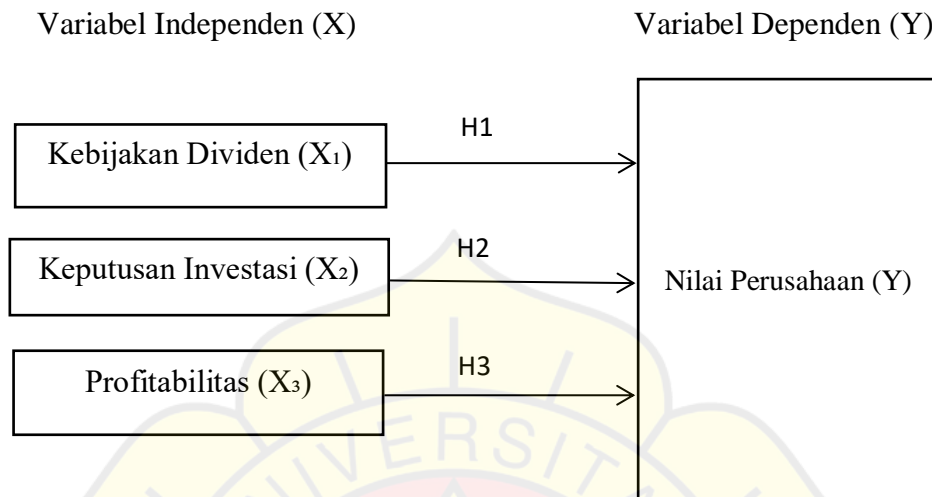 Variabel Independen (X)
Variabel Dependen (Y)
H1
Kebijakan Dividen (X₁)
H2
Keputusan Investasi (X₂)
Nilai Perusahaan (Y)
H3
Profitabilitas (X₃)